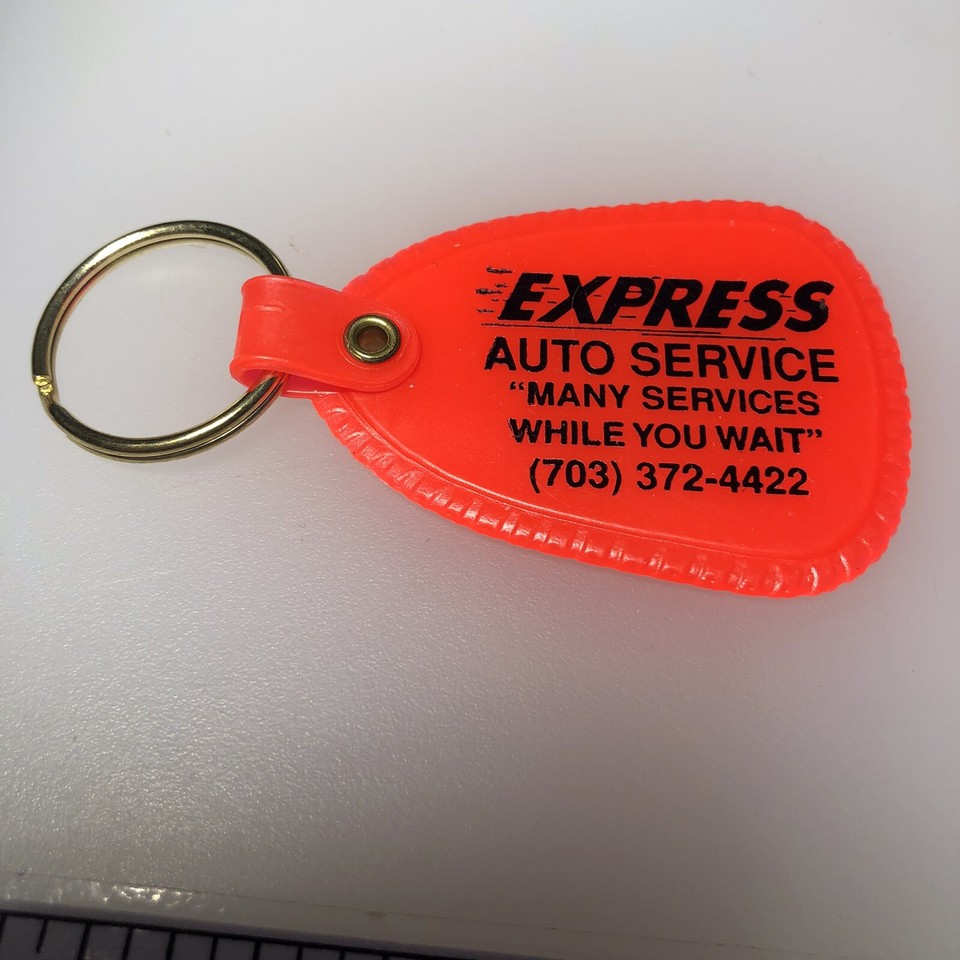 EXPRESS
AUTO SERVICE
“MANY SERVICES
WHILE YOU WAIT”
(703) 372-4422